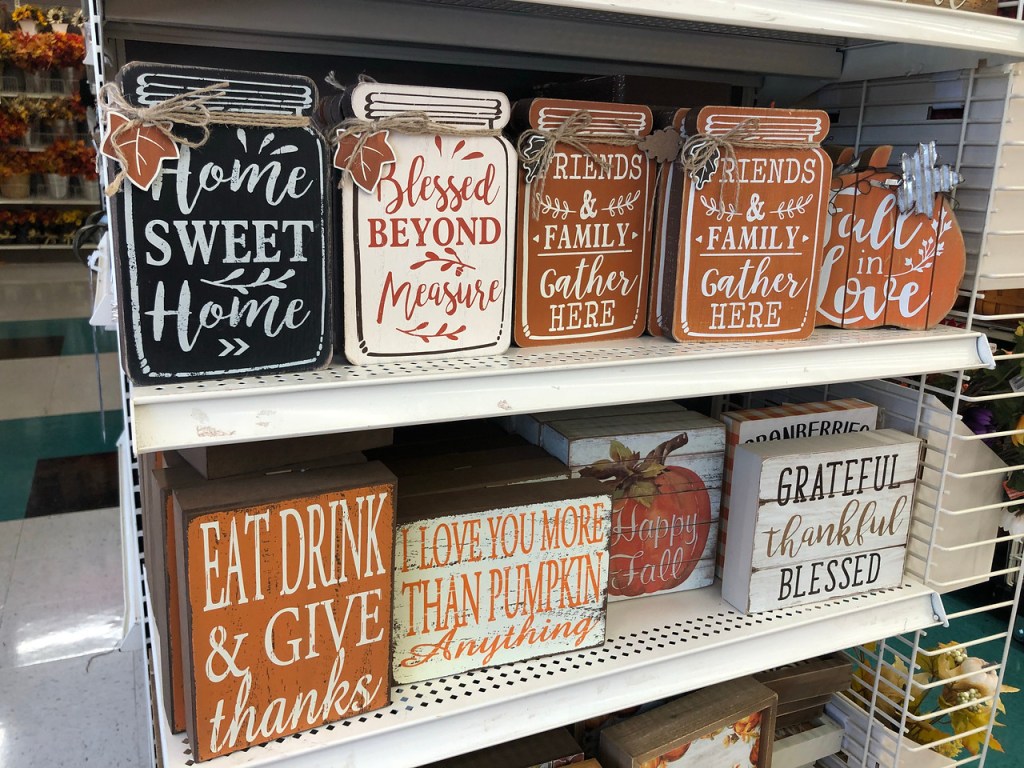 Home
SWEET
Home
Blessed
BEYOND
Measure
FRIENDS
&
FAMILY
Gather
HERE
FRIENDS
&
FAMILY
Gather
HERE
Fall
in
Love
EAT DRINK
& GIVE
thanks
I LOVE YOU MORE
THAN PUMPKIN
Anything
Happy
Fall
CRANBERRIES
GRATEFUL
thankful
BLESSED